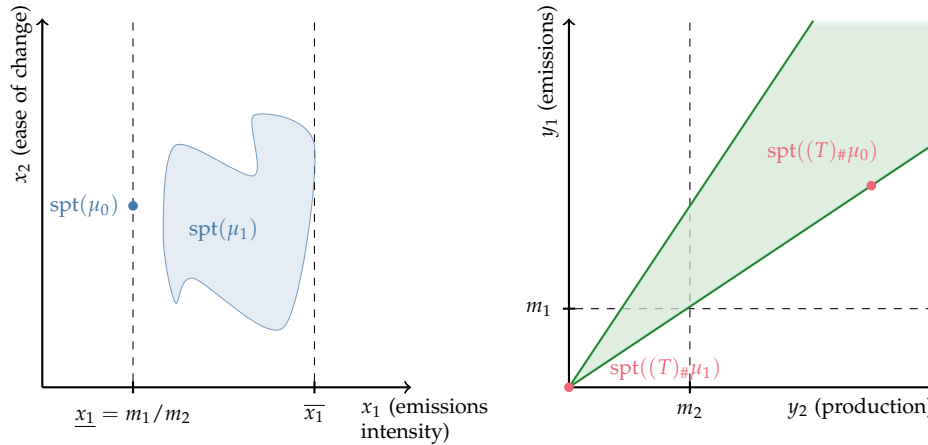 x₂ (ease of change)
spt(μ₀)
spt(μ₁)
x₁ = m₁/m₂
x₁
x₁ (emissions
intensity)
y₁ (emissions)
spt((T)#μ₀)
m₁
spt((T)#μ₁)
m₂
y₂ (production)